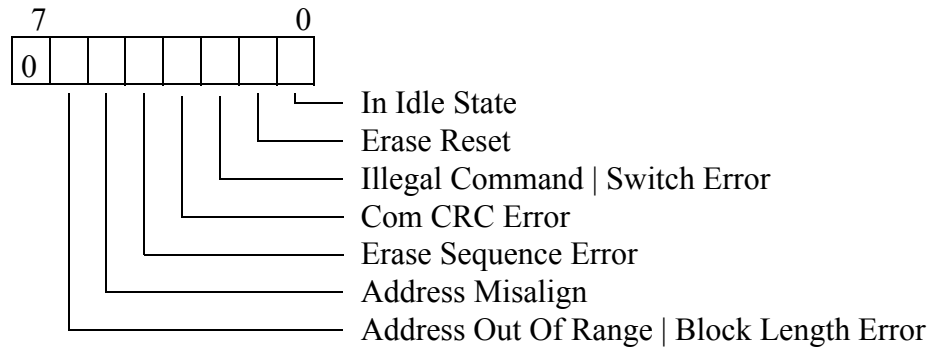 7 0
0
In Idle State
Erase Reset
Illegal Command | Switch Error
Com CRC Error
Erase Sequence Error
Address Misalign
Address Out Of Range | Block Length Error